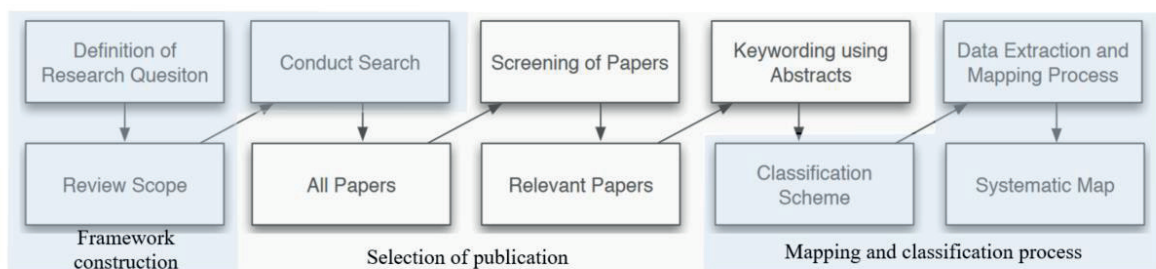 Definition of
Research Quesiton
Conduct Search
Screening of Papers
Keywording using
Abstracts
Data Extraction and
Mapping Process
Review Scope
All Papers
Relevant Papers
Classification
Scheme
Systematic Map
Framework
construction
Selection of publication
Mapping and classification process